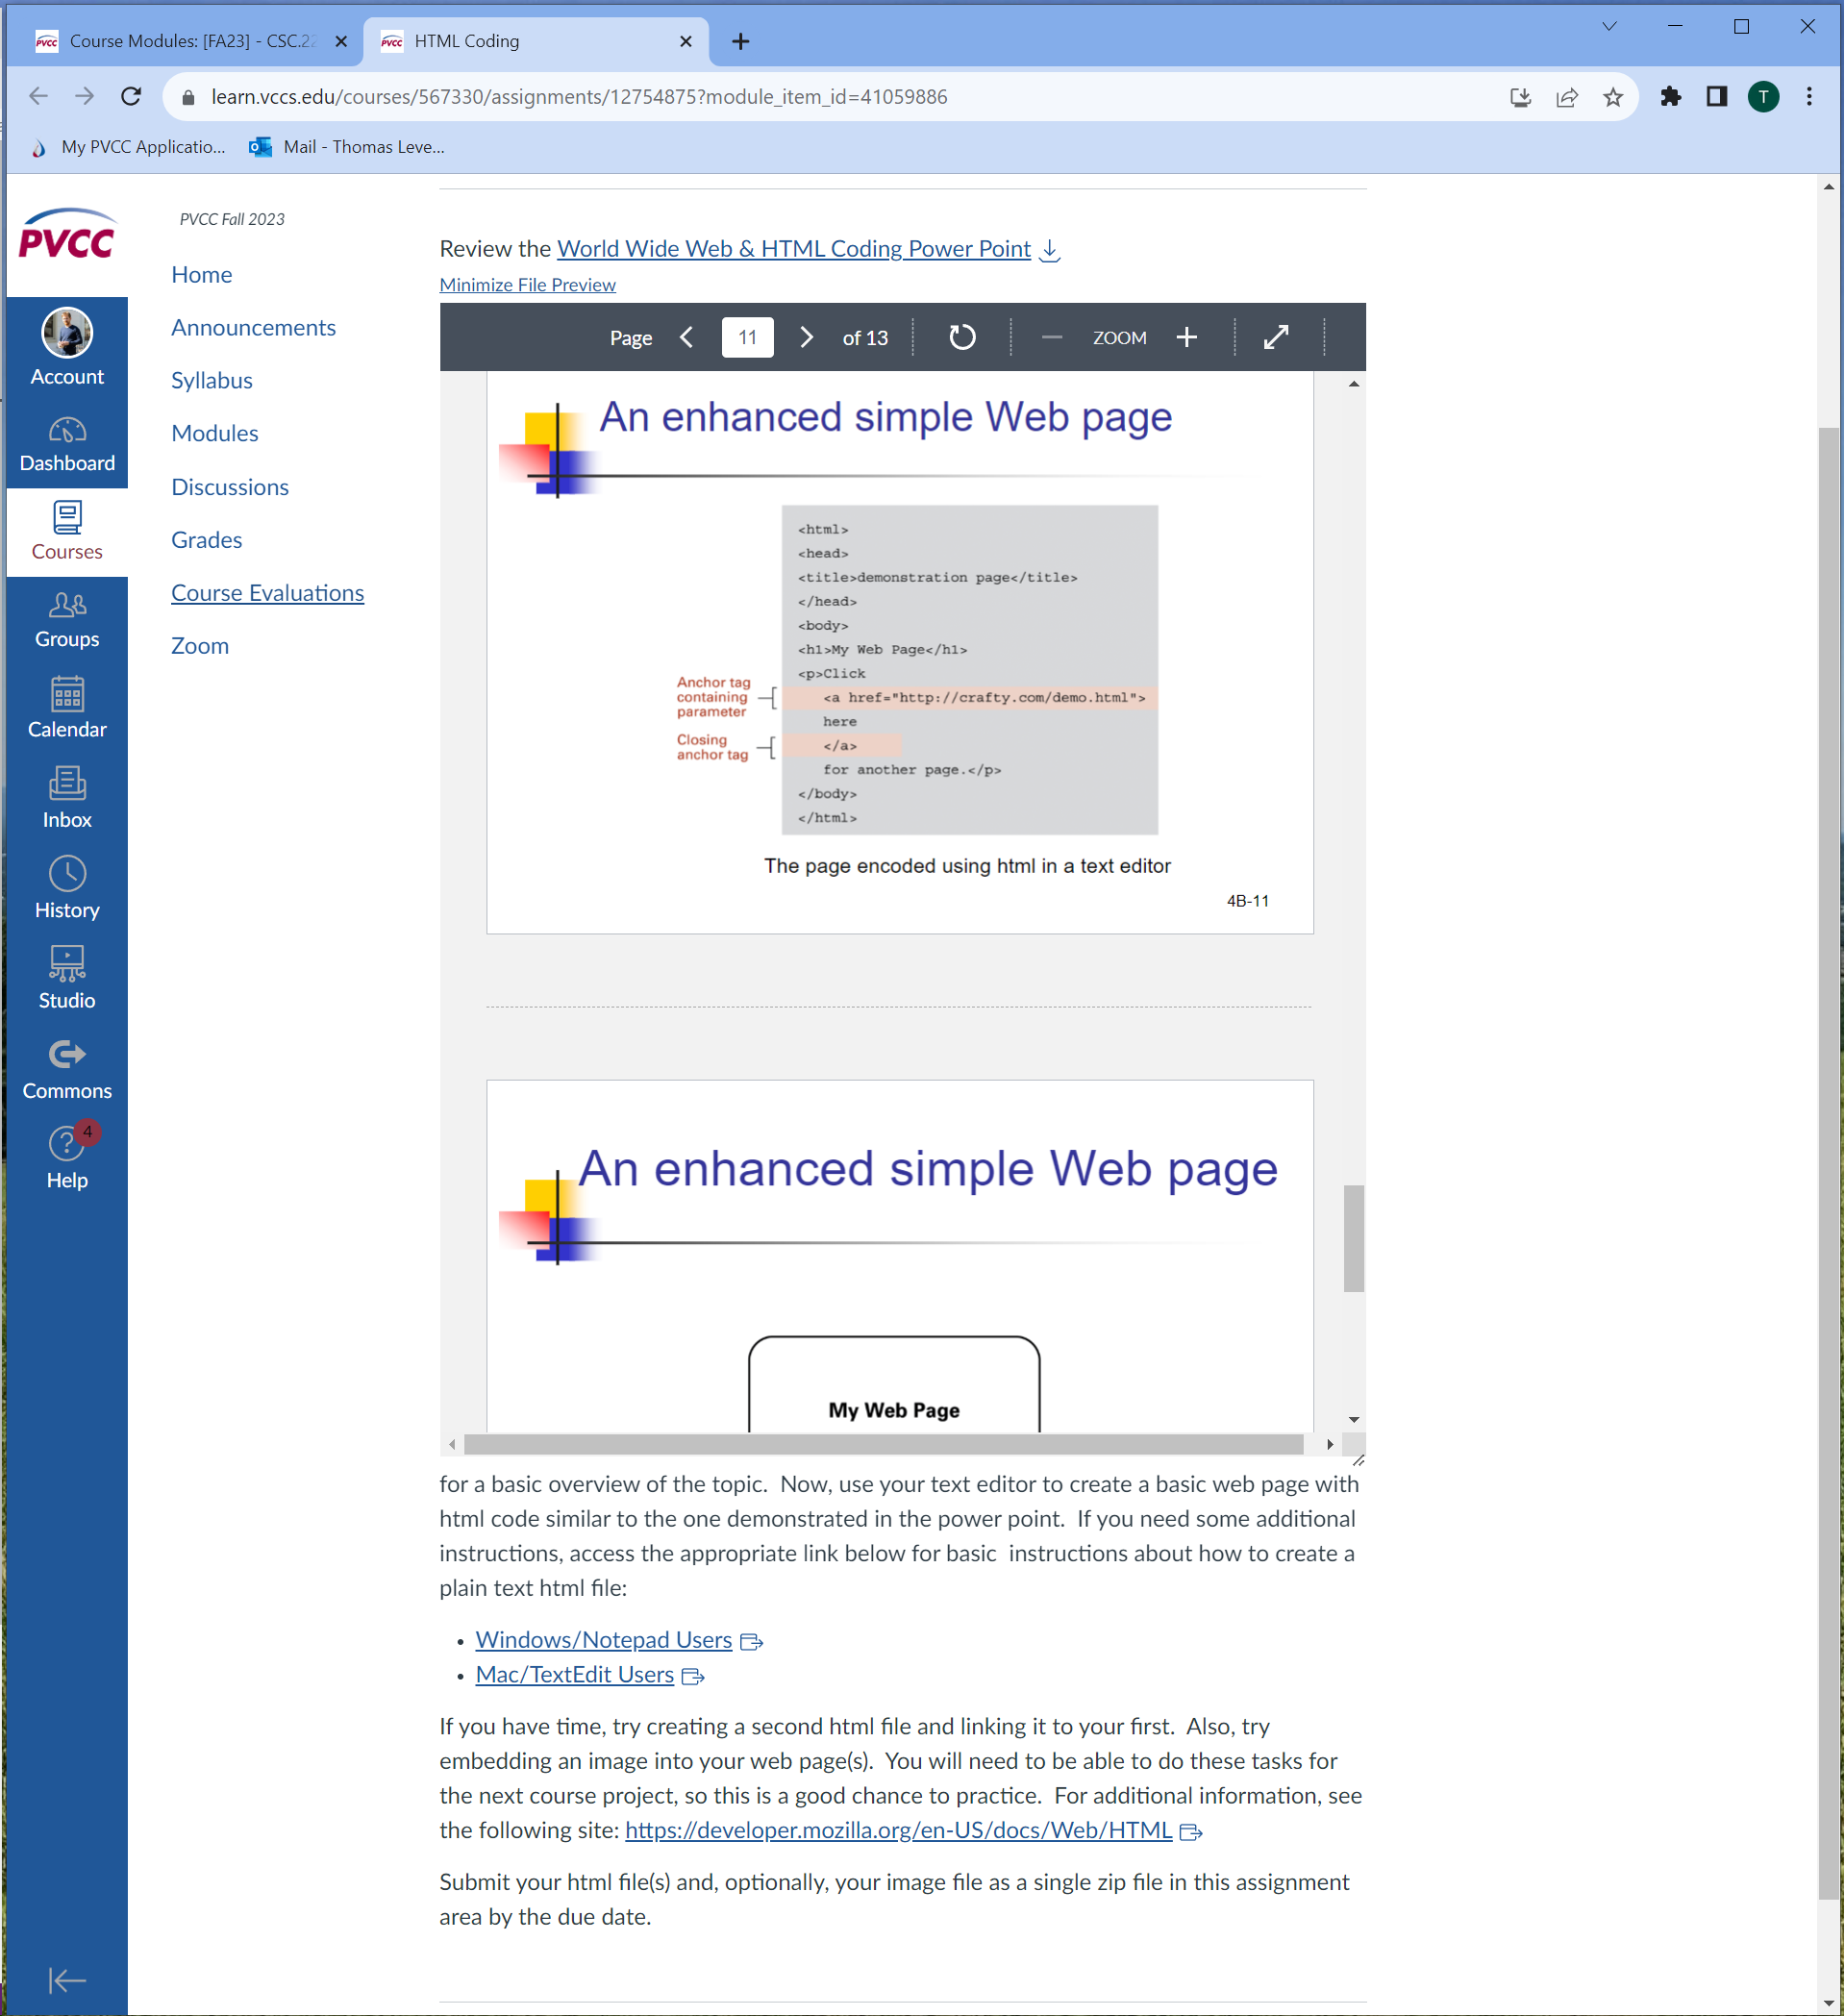 PVCC Course Modules: [FA23] - CSC.22
PVCC HTML Coding
learn.vccs.edu/courses/567330/assignments/12754875?module_item_id=41059886
T
My PVCC Applicatio...
Mail - Thomas Leve...
PVCC
PVCC Fall 2023
Home
Announcements
Syllabus
Modules
Discussions
Grades
Course Evaluations
Zoom
Account
Dashboard
Courses
Groups
Calendar
Inbox
History
Studio
Commons
4
Help
Review the World Wide Web & HTML Coding Power Point
Minimize File Preview
Page 11 of 13 ZOOM
An enhanced simple Web page
<html>
<head>
<title>demonstration page</title>
</head>
<body>
<h1>My Web Page</h1>
<p>Click
<a href="http://crafty.com/demo.html">
here
</a>
for another page.</p>
</body>
</html>
Anchor tag
containing
parameter
Closing
anchor tag
The page encoded using html in a text editor
4B-11
An enhanced simple Web page
My Web Page
for a basic overview of the topic.  Now, use your text editor to create a basic web page with
html code similar to the one demonstrated in the power point.  If you need some additional
instructions, access the appropriate link below for basic  instructions about how to create a
plain text html file:
• Windows/Notepad Users
• Mac/TextEdit Users
If you have time, try creating a second html file and linking it to your first.  Also, try
embedding an image into your web page(s).  You will need to be able to do these tasks for
the next course project, so this is a good chance to practice.  For additional information, see
the following site: https://developer.mozilla.org/en-US/docs/Web/HTML
Submit your html file(s) and, optionally, your image file as a single zip file in this assignment
area by the due date.